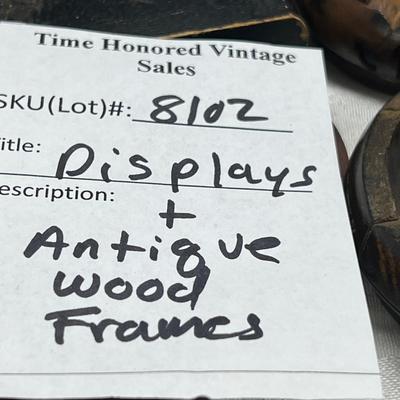 Time Honored Vintage
Sales
SKU(Lot)#: 8102
itle: Displays
escription:
+
Antique
Wood
Frames